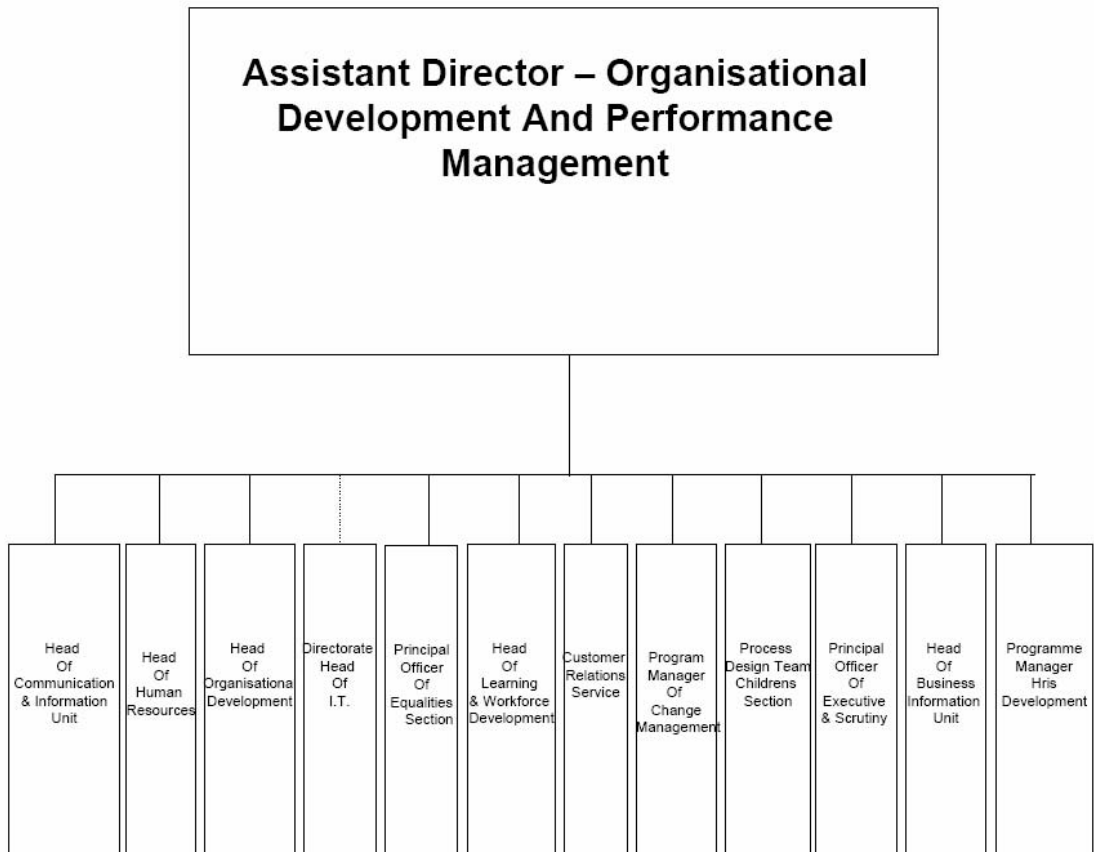 Assistant Director – Organisational
Development And Performance
Management
Head
Of
Communication
& Information
Unit
Head
Of
Human
Resources
Head
Of
Organisationa
Development
Directorate
Head
Of
I.T.
Principal
Officer
Of
Equalities
Section
Head
Of
Learning
& Workforce
Development
Customer
Relations
Service
Program
Manager
Of
Change
Management
Process
Design Team
Childrens
Section
Principal
Officer
Of
Executive
& Scrutiny
Head
Of
Business
Information
Unit
Programme
Manager
Hris
Development